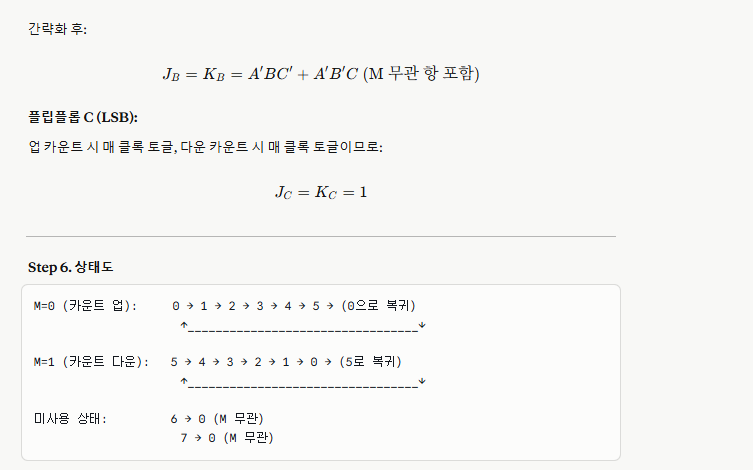 간략화 후:
J_B = K_B = A′BC′ + A′B′C (M 무관 항 포함)
플립플롭 C (LSB):
업 카운트 시 매 클록 토글, 다운 카운트 시 매 클록 토글이므로:
J_C = K_C = 1
Step 6. 상태도
M=0 (카운트 업): 0 → 1 → 2 → 3 → 4 → 5 → (0으로 복귀)
↑_________________________________↓
M=1 (카운트 다운): 5 → 4 → 3 → 2 → 1 → 0 → (5로 복귀)
↑_________________________________↓
미사용 상태: 6 → 0 (M 무관)
7 → 0 (M 무관)